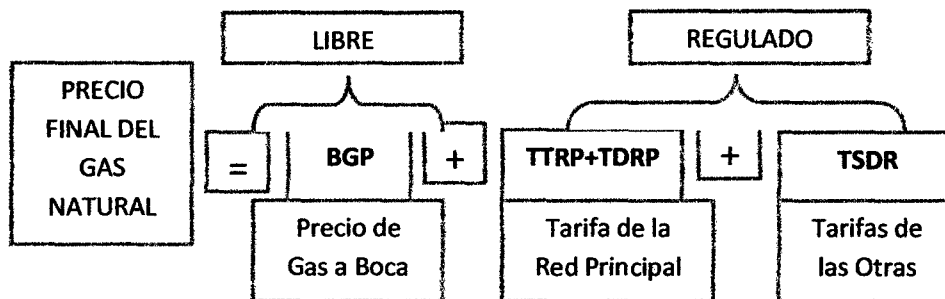 LIBRE
REGULADO
PRECIO
FINAL DEL
GAS
NATURAL
=
BGP
+
TTRP+TDRP
+
TSDR
Precio de
Gas a Boca
Tarifa de la
Red Principal
Tarifas de
las Otras